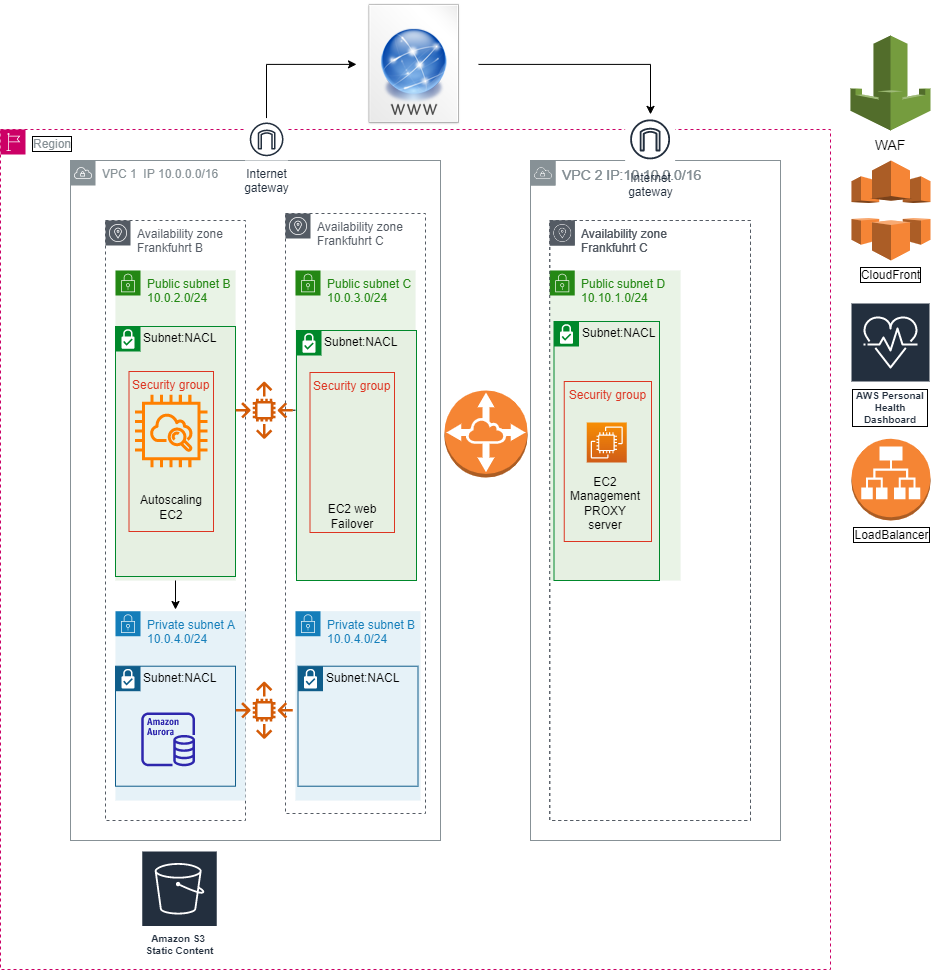 WWW
Region
VPC 1 IP 10.0.0.0/16
Internet
gateway
VPC 2 IP:10.10.0.0/16
Internet
gateway
Availability zone
Frankfuhrt B
Availability zone
Frankfuhrt C
Availability zone
Frankfuhrt C
Public subnet B
10.0.2.0/24
Public subnet C
10.0.3.0/24
Public subnet D
10.10.1.0/24
Subnet:NACL
Subnet:NACL
Subnet:NACL
Security group
Security group
Security group
Autoscaling
EC2
EC2 web
Failover
EC2
Management
PROXY
server
Private subnet A
10.0.4.0/24
Private subnet B
10.0.4.0/24
Subnet:NACL
Subnet:NACL
Amazon
Aurora
Amazon S3
Static Content
WAF
CloudFront
AWS Personal
Health
Dashboard
LoadBalancer